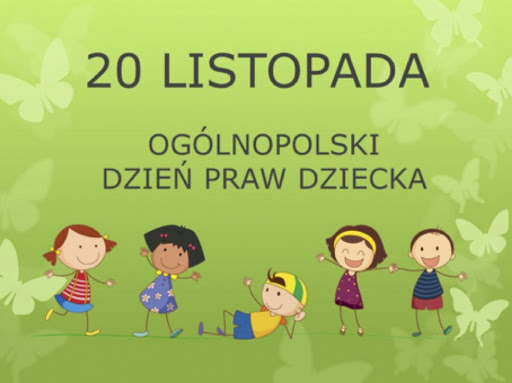 20 LISTOPADA
OGÓLNOPOLSKI
DZIEŃ PRAW DZIECKA